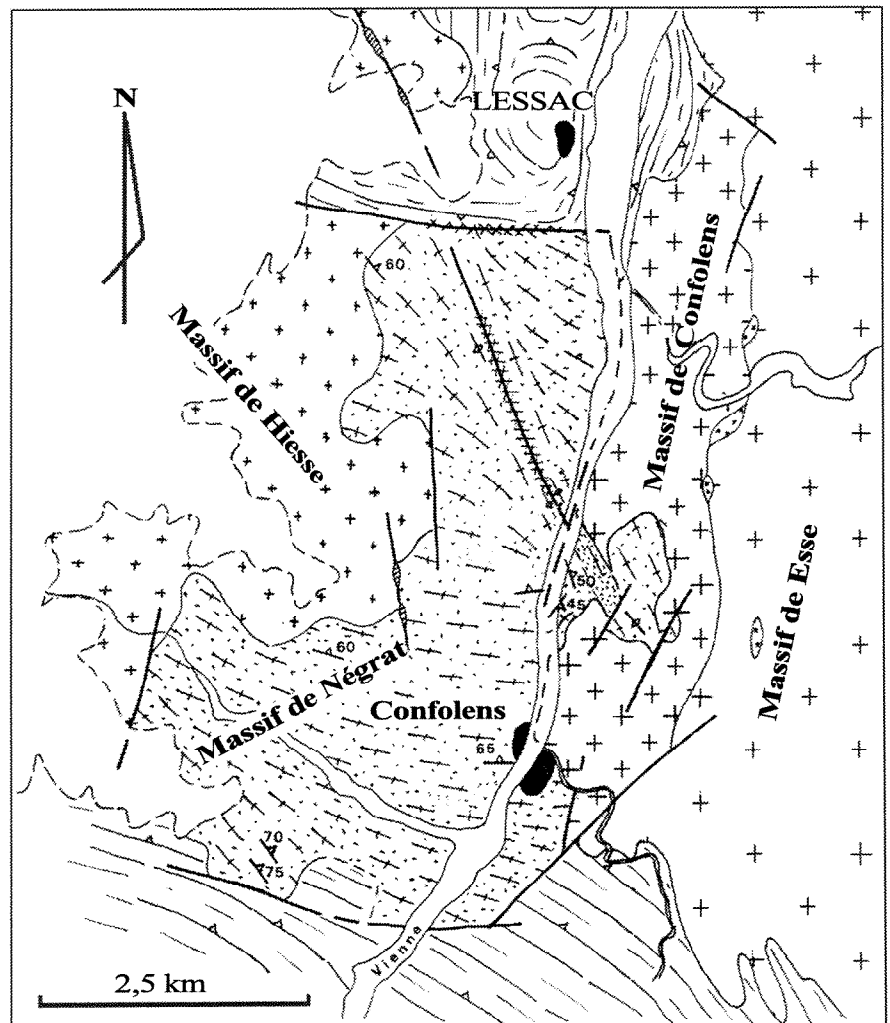 LESSAC
N
60
Massif de Confolens
Massif de Hiesse
50
45
Massif de Esse
60
Massif de Négrat
Confolens
66
70
75
Vienne
2,5 km